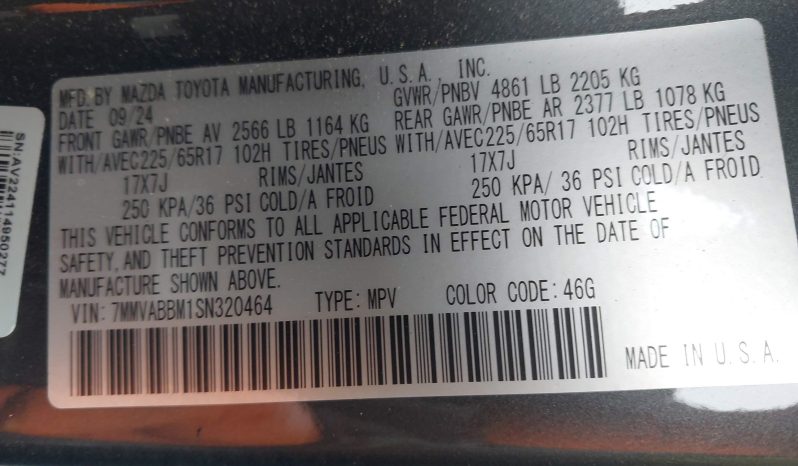 MFD. BY MAZDA TOYOTA MANUFACTURING, U.S.A., INC.
DATE 09/24 GVWR/PNBV 4861 LB 2205 KG
FRONT GAWR/PNBE AV 2566 LB 1164 KG REAR GAWR/PNBE AR 2377 LB 1078 KG
WITH/AVEC225/65R17 102H TIRES/PNEUS WITH/AVEC225/65R17 102H TIRES/PNEUS
17X7J RIMS/JANTES 17X7J RIMS/JANTES
250 KPA/36 PSI COLD/A FROID 250 KPA/ 36 PSI COLD/A FROID
THIS VEHICLE CONFORMS TO ALL APPLICABLE FEDERAL MOTOR VEHICLE
SAFETY, AND THEFT PREVENTION STANDARDS IN EFFECT ON THE DATE OF
MANUFACTURE SHOWN ABOVE.
VIN: 7MMVABBM1SN320464 TYPE: MPV COLOR CODE: 46G
MADE IN U.S.A.
SN:AV224114950277